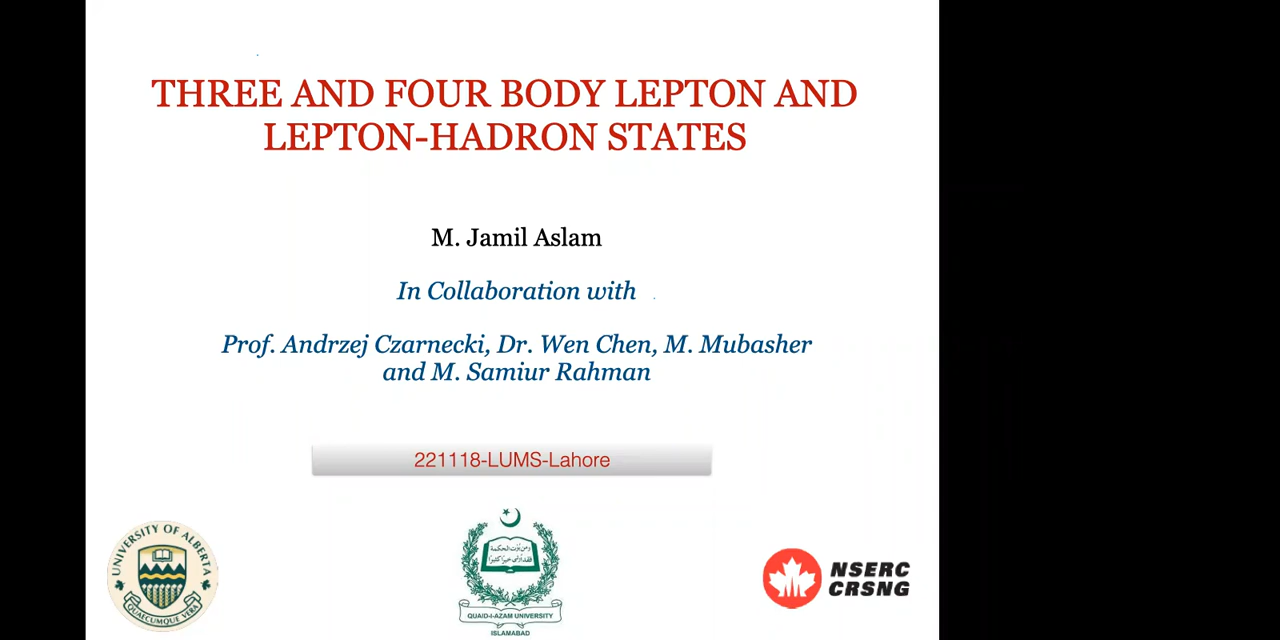 THREE AND FOUR BODY LEPTON AND
LEPTON-HADRON STATES
M. Jamil Aslam
In Collaboration with
Prof. Andrzej Czarnecki, Dr. Wen Chen, M. Mubasher
and M. Samiur Rahman
221118-LUMS-Lahore
UNIVERSITY OF ALBERTA
QUAECUMQUE VERA
QUAID-I-AZAM UNIVERSITY
ISLAMABAD
NSERC
CRSNG